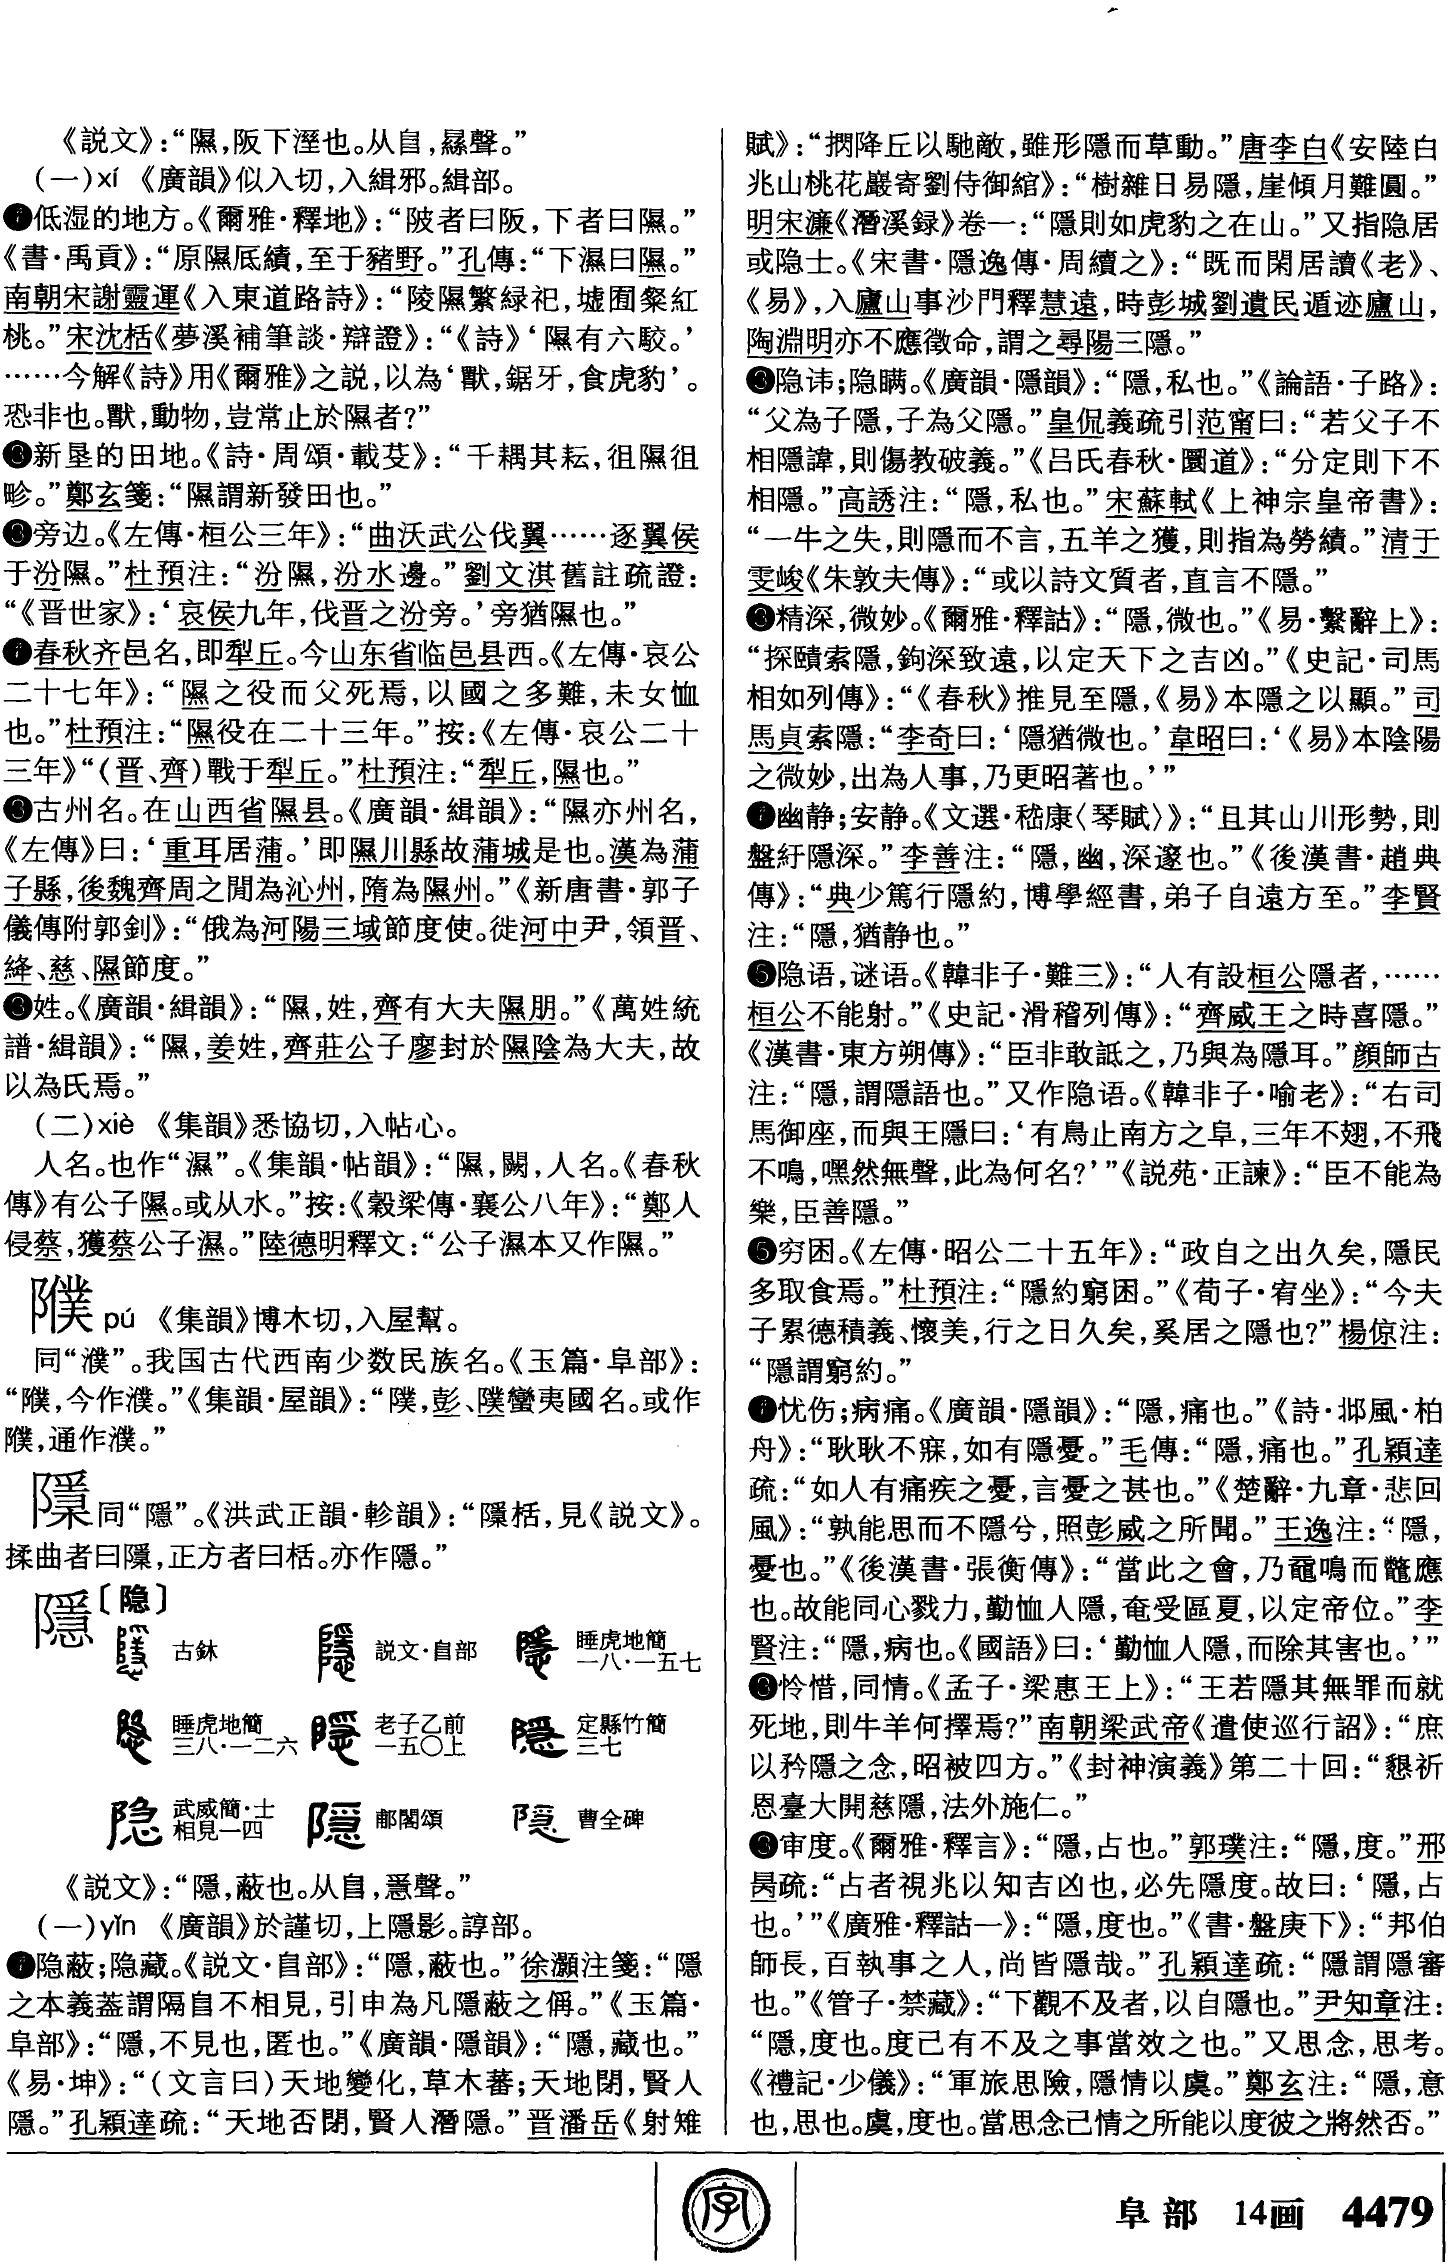 《説文》：“隰，阪下溼也。从𨸏，㬎聲。”
（一）xí 《廣韻》似入切，入緝邪。緝部。
❶低湿的地方。《爾雅·釋地》：“陂者曰阪，下者曰隰。”
《書·禹貢》：“原隰厎績，至于豬野。”孔傳：“下濕曰隰。”
南朝宋謝靈運《入東道路詩》：“陵隰繁緑杞，墟囿粲紅
桃。”宋沈括《夢溪補筆談·辯證》：“《詩》‘隰有六駮。’
……今解《詩》用《爾雅》之説，以為‘獸，鋸牙，食虎豹’。
恐非也。獸，動物，豈常止於隰者？”
❷新垦的田地。《詩·周頌·載芟》：“千耦其耘，徂隰徂
畛。”鄭玄箋：“隰謂新發田也。”
❸旁边。《左傳·桓公三年》：“曲沃武公伐翼……逐翼侯
于汾隰。”杜預注：“汾隰，汾水邊。”劉文淇舊註疏證：
“《晋世家》：‘哀侯九年，伐晋之汾旁。’旁猶隰也。”
❹春秋齐邑名，即犁丘。今山东省临邑县西。《左傳·哀公
二十七年》：“隰之役而父死焉，以國之多難，未女恤
也。”杜預注：“隰役在二十三年。”按：《左傳·哀公二十
三年》“（晋、齊）戰于犁丘。”杜預注：“犁丘，隰也。”
❺古州名。在山西省隰县。《廣韻·緝韻》：“隰亦州名，
《左傳》曰：‘重耳居蒲。’即隰川縣故蒲城是也。漢為蒲
子縣，後魏齊周之閒為沁州，隋為隰州。”《新唐書·郭子
儀傳附郭釗》：“俄為河陽三域節度使。徙河中尹，領晋、
絳、慈、隰節度。”
❻姓。《廣韻·緝韻》：“隰，姓，齊有大夫隰朋。”《萬姓統
譜·緝韻》：“隰，姜姓，齊莊公子廖封於隰陰為大夫，故
以為氏焉。”
（二）xiè 《集韻》悉協切，入帖心。
人名。也作“濕”。《集韻·帖韻》：“隰，闕，人名。《春秋
傳》有公子隰。或从水。”按：《穀梁傳·襄公八年》：“鄭人
侵蔡，獲蔡公子濕。”陸德明釋文：“公子濕本又作隰。”
䧤 pú 《集韻》博木切，入屋幫。
同“濮”。我国古代西南少数民族名。《玉篇·阜部》：
“䧤，今作濮。”《集韻·屋韻》：“㒒，彭、㒒蠻夷國名。或作
䧤，通作濮。”
䧥同“隱”。《洪武正韻·軫韻》：“䧥栝，見《説文》。
揉曲者曰䧥，正方者曰栝。亦作隱。”
隱〔隐〕
古鉥 説文·𨸏部 睡虎地簡一八·一五七
睡虎地簡三八·一二六 老子乙前一五〇上 定縣竹簡三七
武威簡·士相見一四 郙閣頌 曹全碑
《説文》：“隱，蔽也。从𨸏，㥯聲。”
（一）yǐn 《廣韻》於謹切，上隱影。諄部。
❶隐蔽；隐藏。《説文·𨸏部》：“隱，蔽也。”徐灝注箋：“隱
之本義蓋謂隔𨸏不相見，引申為凡隱蔽之偁。”《玉篇·
阜部》：“隱，不見也，匿也。”《廣韻·隱韻》：“隱，藏也。”
《易·坤》：“（文言曰）天地變化，草木蕃；天地閉，賢人
隱。”孔穎達疏：“天地否閉，賢人潛隱。”晋潘岳《射雉
賦》：“捫降丘以馳敵，雖形隱而草動。”唐李白《安陸白
兆山桃花巖寄劉侍御綰》：“樹雜日易隱，崖傾月難圓。”
明宋濂《潛溪録》卷一：“隱則如虎豹之在山。”又指隐居
或隐士。《宋書·隱逸傳·周續之》：“既而閑居讀《老》、
《易》，入廬山事沙門釋慧遠，時彭城劉遺民遁迹廬山，
陶淵明亦不應徵命，謂之尋陽三隱。”
❷隐讳；隐瞒。《廣韻·隱韻》：“隱，私也。”《論語·子路》：
“父為子隱，子為父隱。”皇侃義疏引范甯曰：“若父子不
相隱諱，則傷教破義。”《吕氏春秋·圜道》：“分定則下不
相隱。”高誘注：“隱，私也。”宋蘇軾《上神宗皇帝書》：
“一牛之失，則隱而不言，五羊之獲，則指為勞績。”清于
雯峻《朱敦夫傳》：“或以詩文質者，直言不隱。”
❸精深，微妙。《爾雅·釋詁》：“隱，微也。”《易·繫辭上》：
“探賾索隱，鉤深致遠，以定天下之吉凶。”《史記·司馬
相如列傳》：“《春秋》推見至隱，《易》本隱之以顯。”司
馬貞索隱：“李奇曰：‘隱猶微也。’韋昭曰：‘《易》本陰陽
之微妙，出為人事，乃更昭著也。’”
❹幽静；安静。《文選·嵇康〈琴賦〉》：“且其山川形勢，則
盤紆隱深。”李善注：“隱，幽，深邃也。”《後漢書·趙典
傳》：“典少篤行隱約，博學經書，弟子自遠方至。”李賢
注：“隱，猶静也。”
❺隐语，谜语。《韓非子·難三》：“人有設桓公隱者，……
桓公不能射。”《史記·滑稽列傳》：“齊威王之時喜隱。”
《漢書·東方朔傳》：“臣非敢詆之，乃與為隱耳。”顔師古
注：“隱，謂隱語也。”又作隐语。《韓非子·喻老》：“右司
馬御座，而與王隱曰：‘有鳥止南方之阜，三年不翅，不飛
不鳴，嘿然無聲，此為何名？’”《説苑·正諫》：“臣不能為
樂，臣善隱。”
❻穷困。《左傳·昭公二十五年》：“政自之出久矣，隱民
多取食焉。”杜預注：“隱約窮困。”《荀子·宥坐》：“今夫
子累德積義、懷美，行之日久矣，奚居之隱也？”楊倞注：
“隱謂窮約。”
❼忧伤；病痛。《廣韻·隱韻》：“隱，痛也。”《詩·邶風·柏
舟》：“耿耿不寐，如有隱憂。”毛傳：“隱，痛也。”孔穎達
疏：“如人有痛疾之憂，言憂之甚也。”《楚辭·九章·悲回
風》：“孰能思而不隱兮，照彭咸之所聞。”王逸注：“隱，
憂也。”《後漢書·張衡傳》：“當此之會，乃黿鳴而鼈應
也。故能同心戮力，勤恤人隱，奄受區夏，以定帝位。”李
賢注：“隱，病也。《國語》曰：‘勤恤人隱，而除其害也。’”
❽怜惜，同情。《孟子·梁惠王上》：“王若隱其無罪而就
死地，則牛羊何擇焉？”南朝梁武帝《遣使巡行詔》：“庶
以矜隱之念，昭被四方。”《封神演義》第二十回：“懇祈
恩臺大開慈隱，法外施仁。”
❾审度。《爾雅·釋言》：“隱，占也。”郭璞注：“隱，度。”邢
昺疏：“占者視兆以知吉凶也，必先隱度。故曰：‘隱，占
也。’”《廣雅·釋詁一》：“隱，度也。”《書·盤庚下》：“邦伯
師長，百執事之人，尚皆隱哉。”孔穎達疏：“隱謂隱審
也。”《管子·禁藏》：“下觀不及者，以自隱也。”尹知章注：
“隱，度也。度己有不及之事當效之也。”又思念，思考。
《禮記·少儀》：“軍旅思險，隱情以虞。”鄭玄注：“隱，意
也，思也。虞，度也。當思念己情之所能以度彼之將然否。”
字
阜部 14画 4479